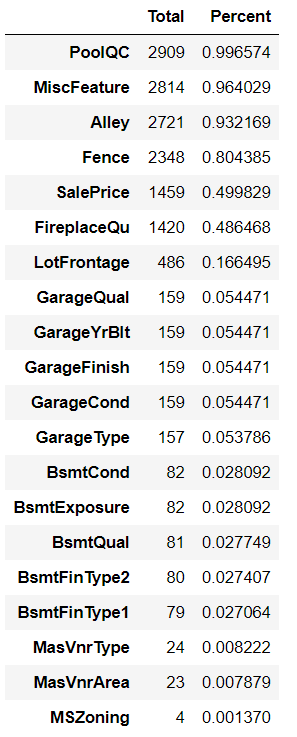 Total Percent
PoolQC 2909 0.996574
MiscFeature 2814 0.964029
Alley 2721 0.932169
Fence 2348 0.804385
SalePrice 1459 0.499829
FireplaceQu 1420 0.486468
LotFrontage 486 0.166495
GarageQual 159 0.054471
GarageYrBlt 159 0.054471
GarageFinish 159 0.054471
GarageCond 159 0.054471
GarageType 157 0.053786
BsmtCond 82 0.028092
BsmtExposure 82 0.028092
BsmtQual 81 0.027749
BsmtFinType2 80 0.027407
BsmtFinType1 79 0.027064
MasVnrType 24 0.008222
MasVnrArea 23 0.007879
MSZoning 4 0.001370